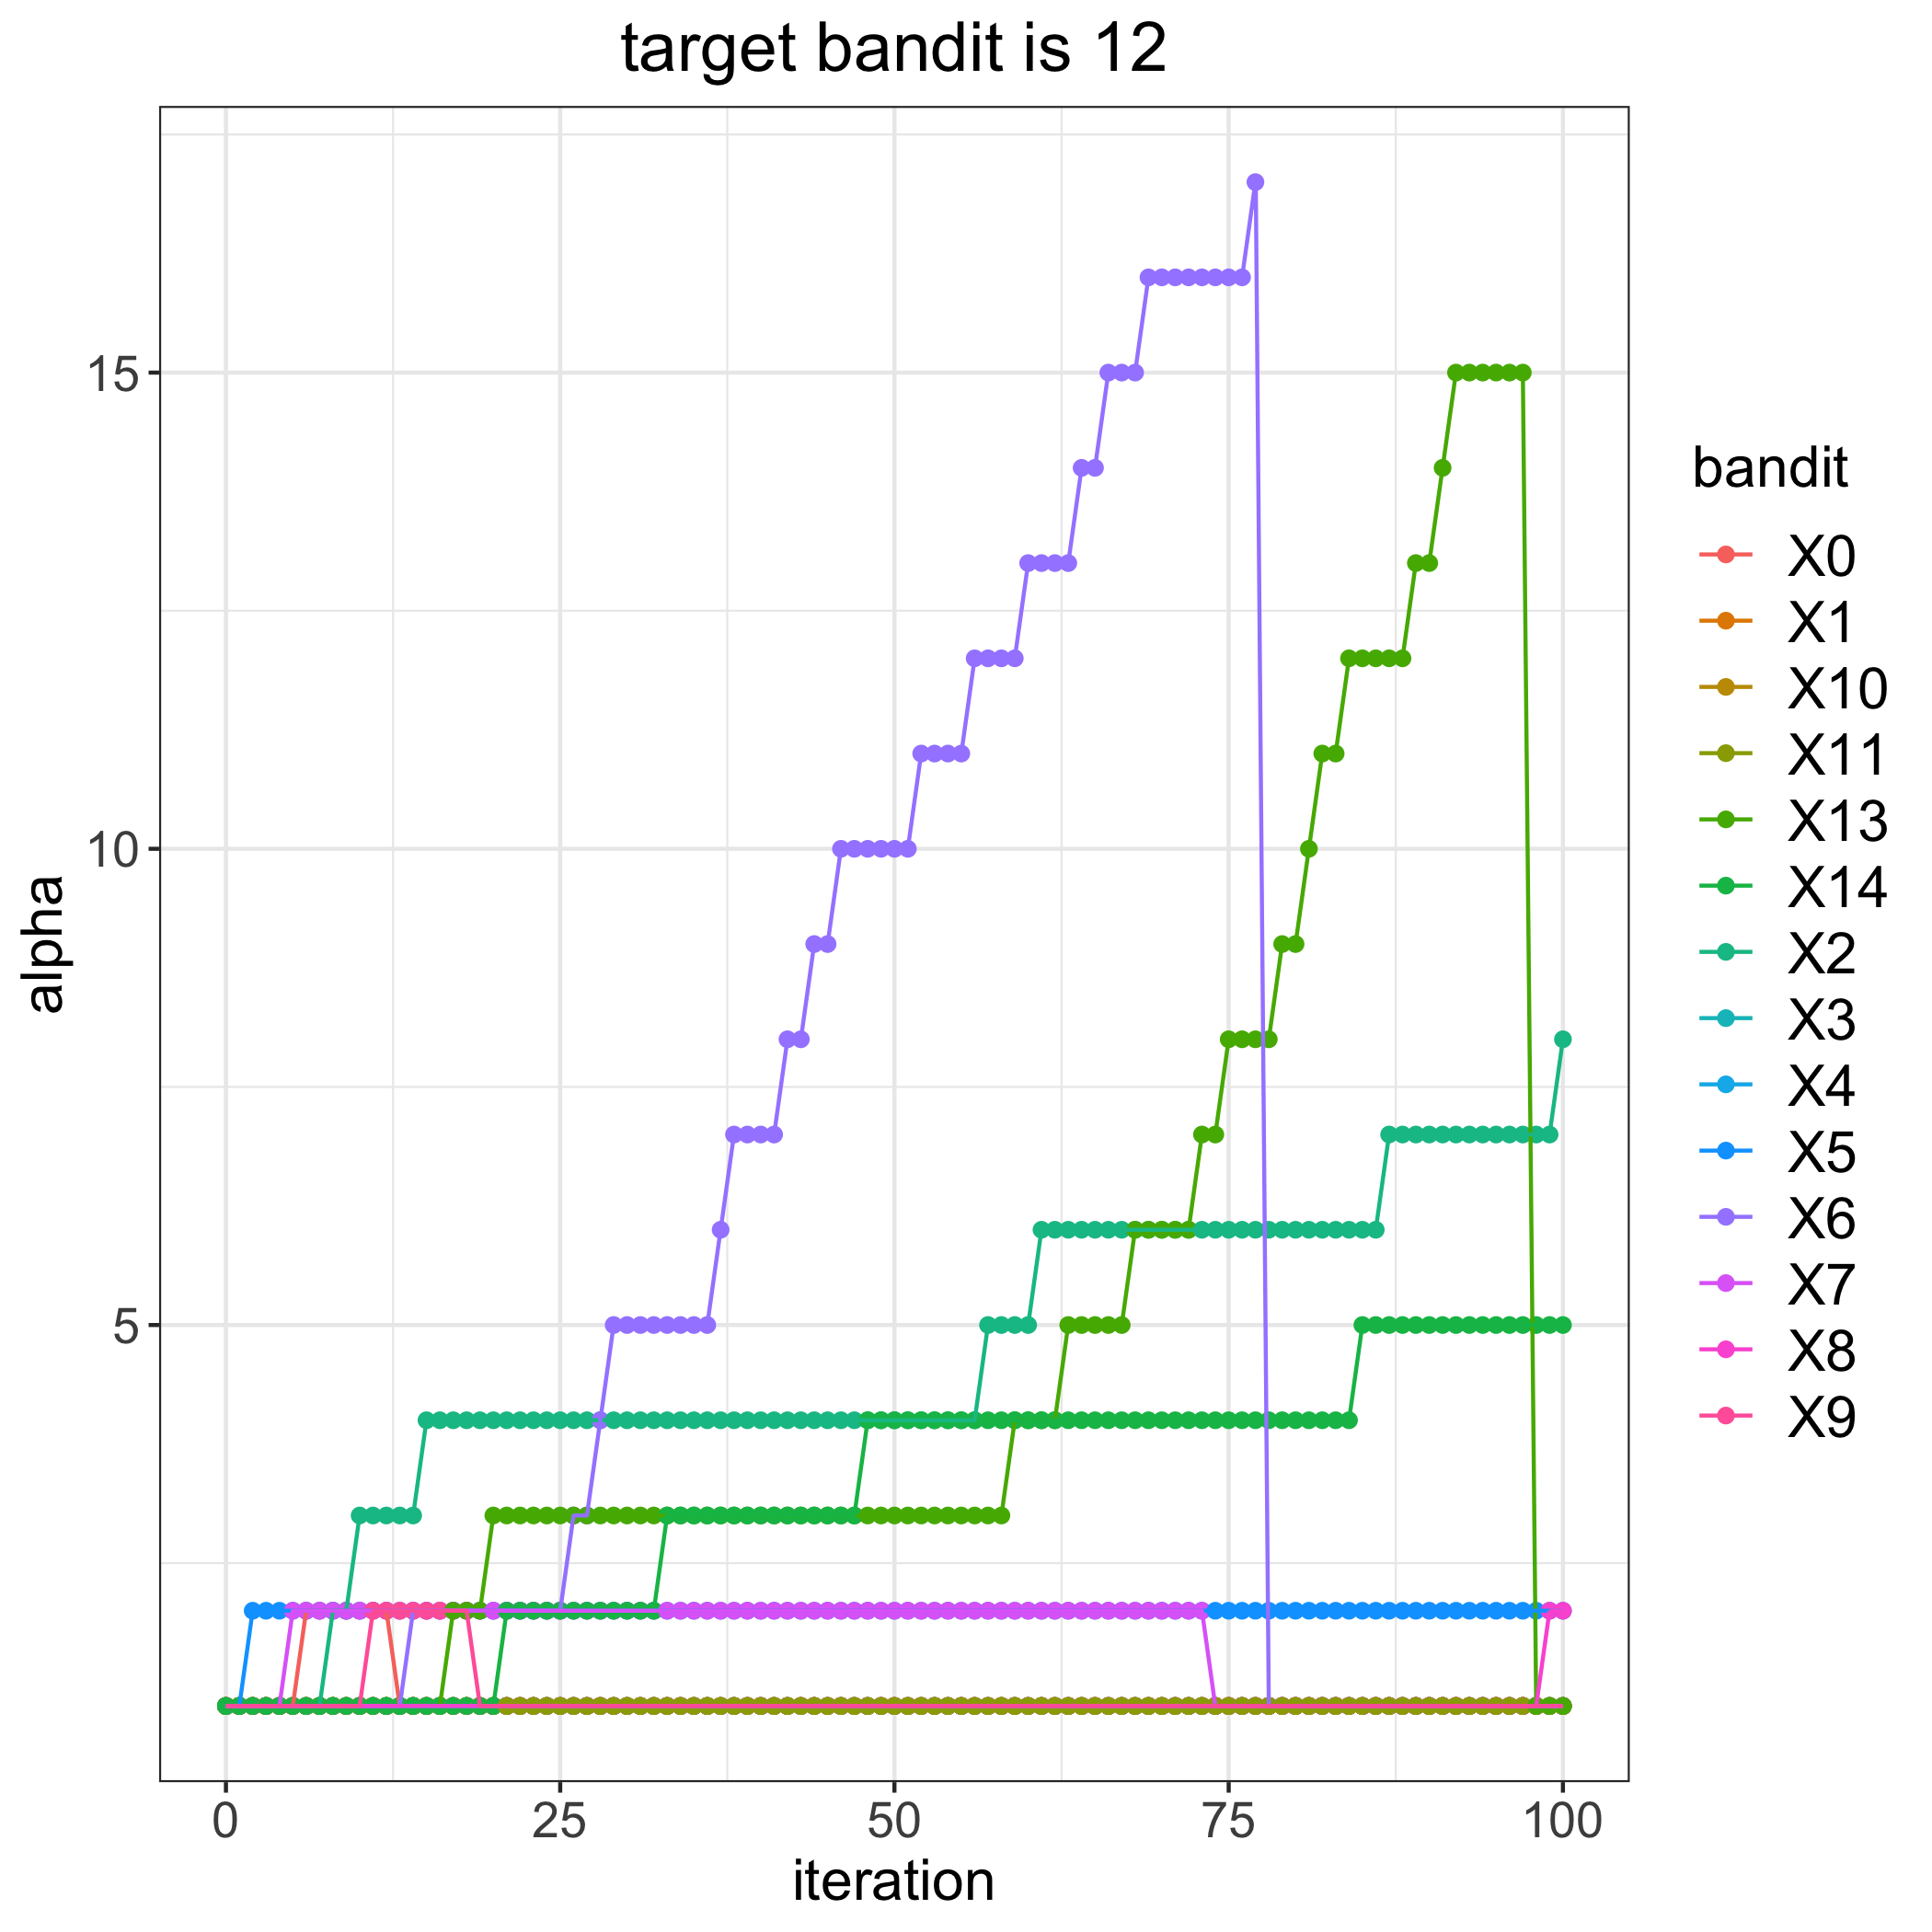 target bandit is 12
15
10
5
alpha
0
25
50
75
100
iteration
bandit
X0
X1
X10
X11
X13
X14
X2
X3
X4
X5
X6
X7
X8
X9